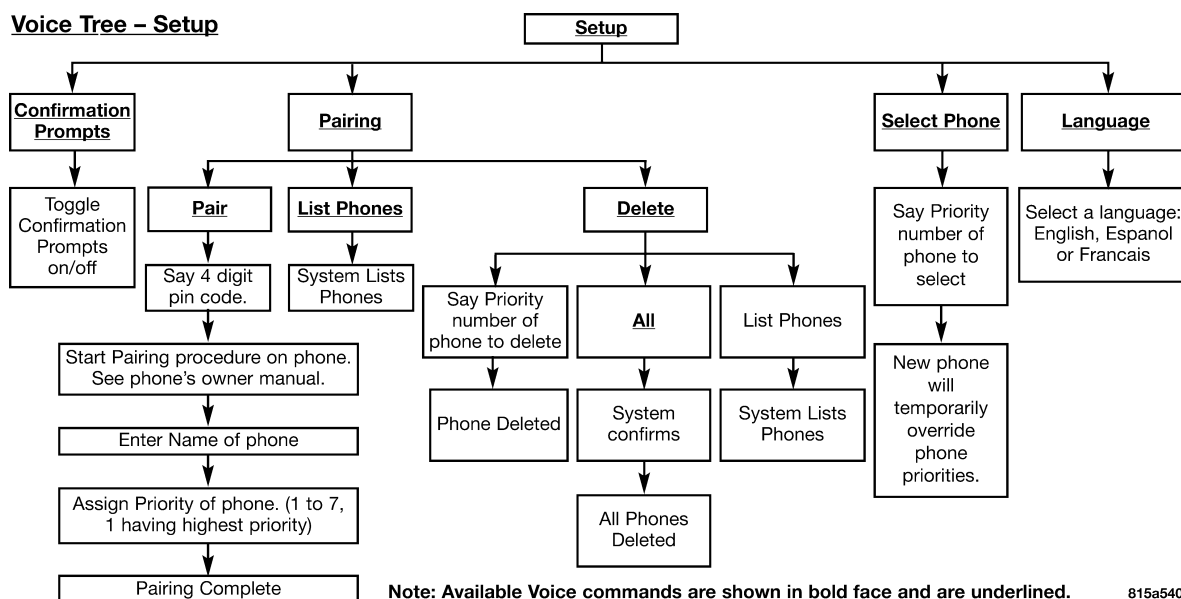 Voice Tree – Setup
Setup
Confirmation
Prompts
Pairing
Select Phone
Language
Toggle
Confirmation
Prompts
on/off
Pair
List Phones
Delete
Say Priority
number of
phone to
select
Select a language:
English, Espanol
or Francais
Say 4 digit
pin code.
System Lists
Phones
Say Priority
number of
phone to delete
All
List Phones
Start Pairing procedure on phone.
See phone's owner manual.
New phone
will
temporarily
override
phone
priorities.
Phone Deleted
System
confirms
System Lists
Phones
Enter Name of phone
Assign Priority of phone. (1 to 7,
1 having highest priority)
All Phones
Deleted
Pairing Complete
Note: Available Voice commands are shown in bold face and are underlined.
815a540